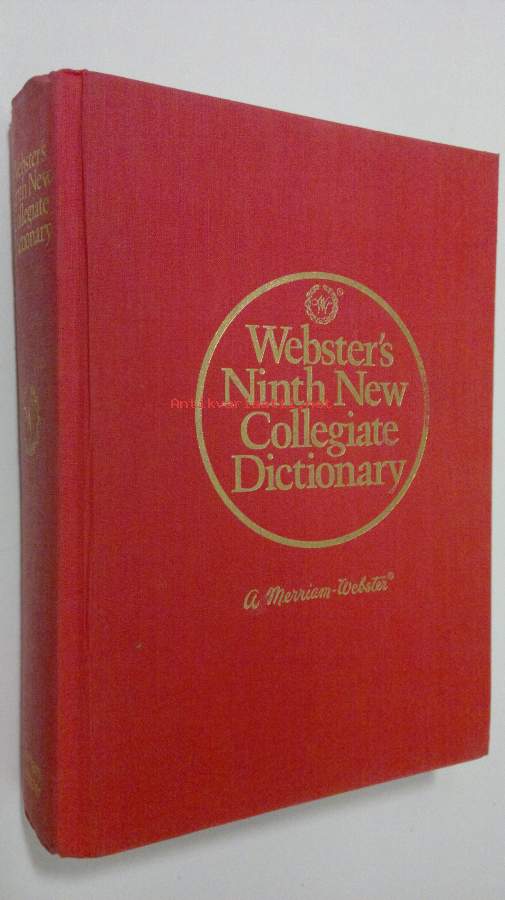 Webster's
Ninth New
Collegiate
Dictionary
A Merriam-Webster®
Webster's
Ninth New
Collegiate
Dictionary